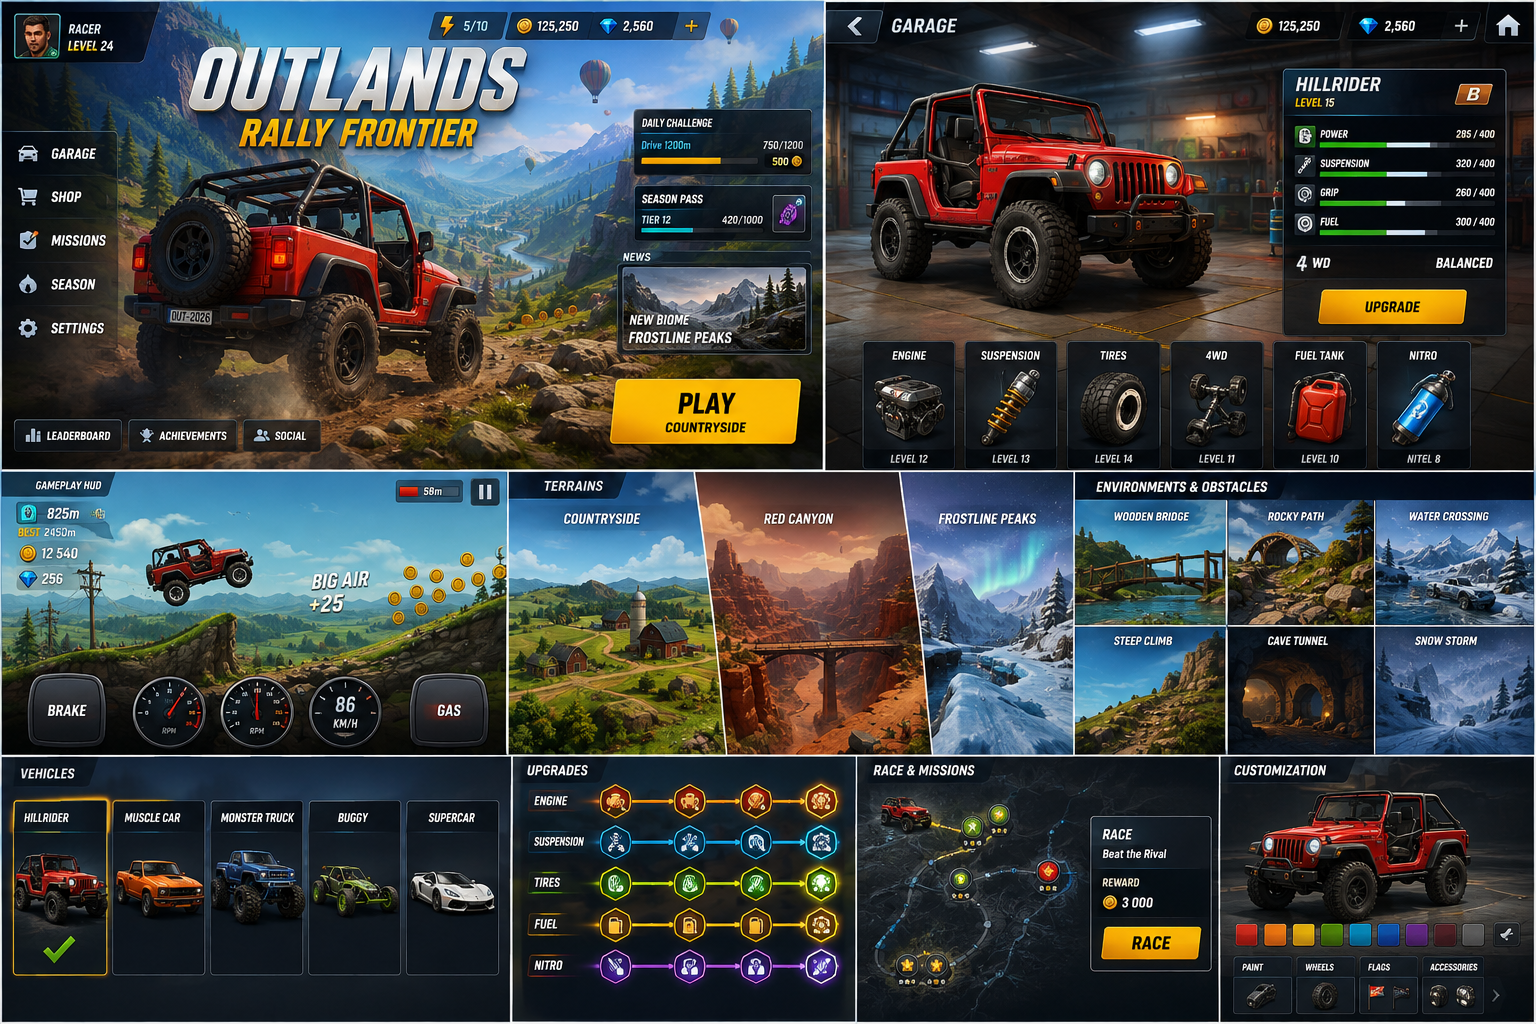 RACER
LEVEL 24
5/10
125,250
2,560
+
OUTLANDS
RALLY FRONTIER
GARAGE
SHOP
MISSIONS
SEASON
SETTINGS
DAILY CHALLENGE
Drive 1200m
750/1200
500
SEASON PASS
TIER 12
420/1000
NEWS
NEW BIOME
FROSTLINE PEAKS
OUT-2026
PLAY
COUNTRYSIDE
LEADERBOARD
ACHIEVEMENTS
SOCIAL
GARAGE
125,250
2,560
+
HILLRIDER
LEVEL 15
B
POWER
285/400
SUSPENSION
320/400
GRIP
260/400
FUEL
300/400
4 WD
BALANCED
UPGRADE
ENGINE
LEVEL 12
SUSPENSION
LEVEL 13
TIRES
LEVEL 14
4WD
LEVEL 11
FUEL TANK
LEVEL 10
NITRO
NITEL 8
GAMEPLAY HUD
825m
BEST 2450m
12 540
256
58m
BIG AIR
+25
BRAKE
RPM
RPM
86
KM/H
GAS
TERRAINS
COUNTRYSIDE
RED CANYON
FROSTLINE PEAKS
ENVIRONMENTS & OBSTACLES
WOODEN BRIDGE
ROCKY PATH
WATER CROSSING
STEEP CLIMB
CAVE TUNNEL
SNOW STORM
VEHICLES
HILLRIDER
MUSCLE CAR
MONSTER TRUCK
BUGGY
SUPERCAR
UPGRADES
ENGINE
SUSPENSION
TIRES
FUEL
NITRO
RACE & MISSIONS
RACE
Beat the Rival
REWARD
3 000
RACE
CUSTOMIZATION
PAINT
WHEELS
FLAGS
ACCESSORIES